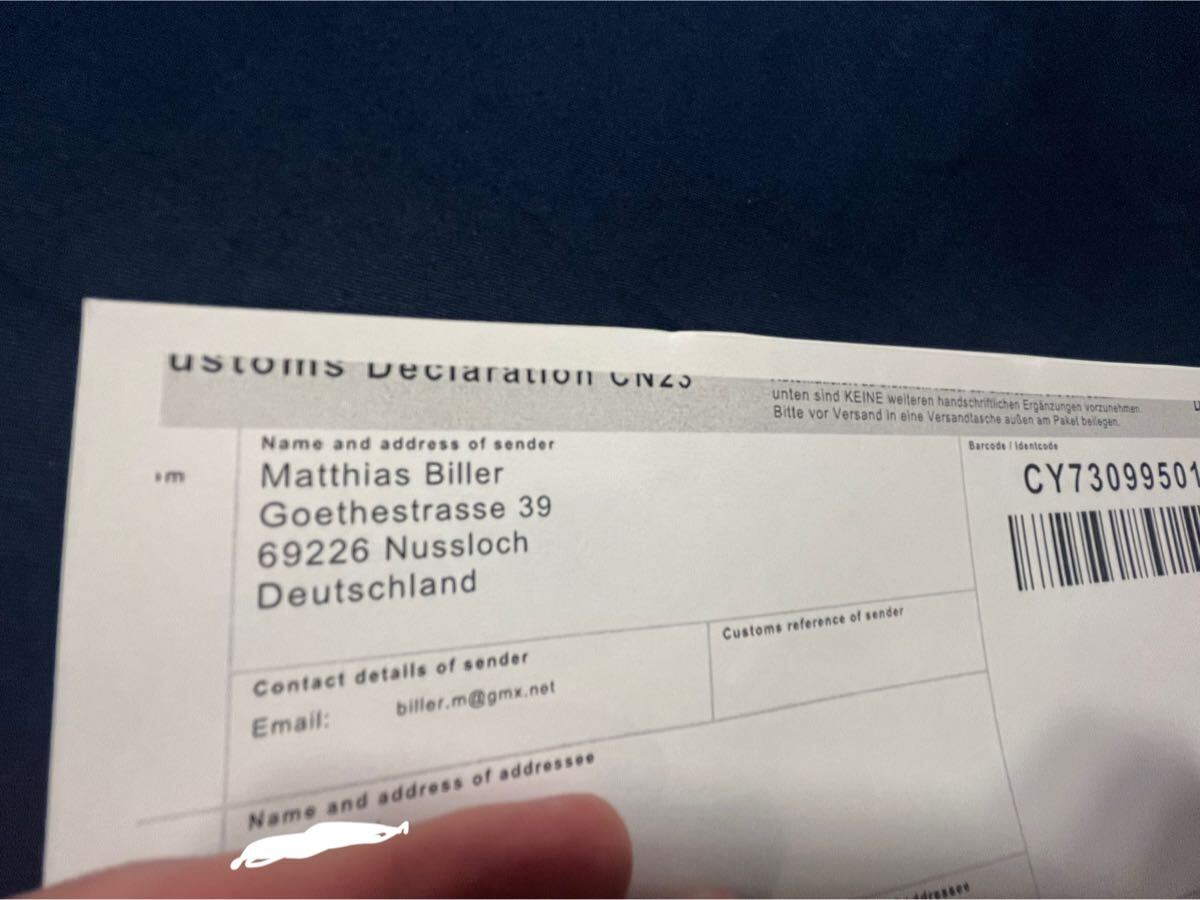 ustoms Declaration CN23
unten sind KEINE weiteren handschriftlichen Ergänzungen vorzunehmen.
Bitte vor Versand in eine Versandtasche außen am Paket beilegen.
Name and address of sender
Matthias Biller
Goethestrasse 39
69226 Nussloch
Deutschland
Barcode / Identcode
CY73099501
Contact details of sender
Email: biller.m@gmx.net
Customs reference of sender
Name and address of addressee
addressee